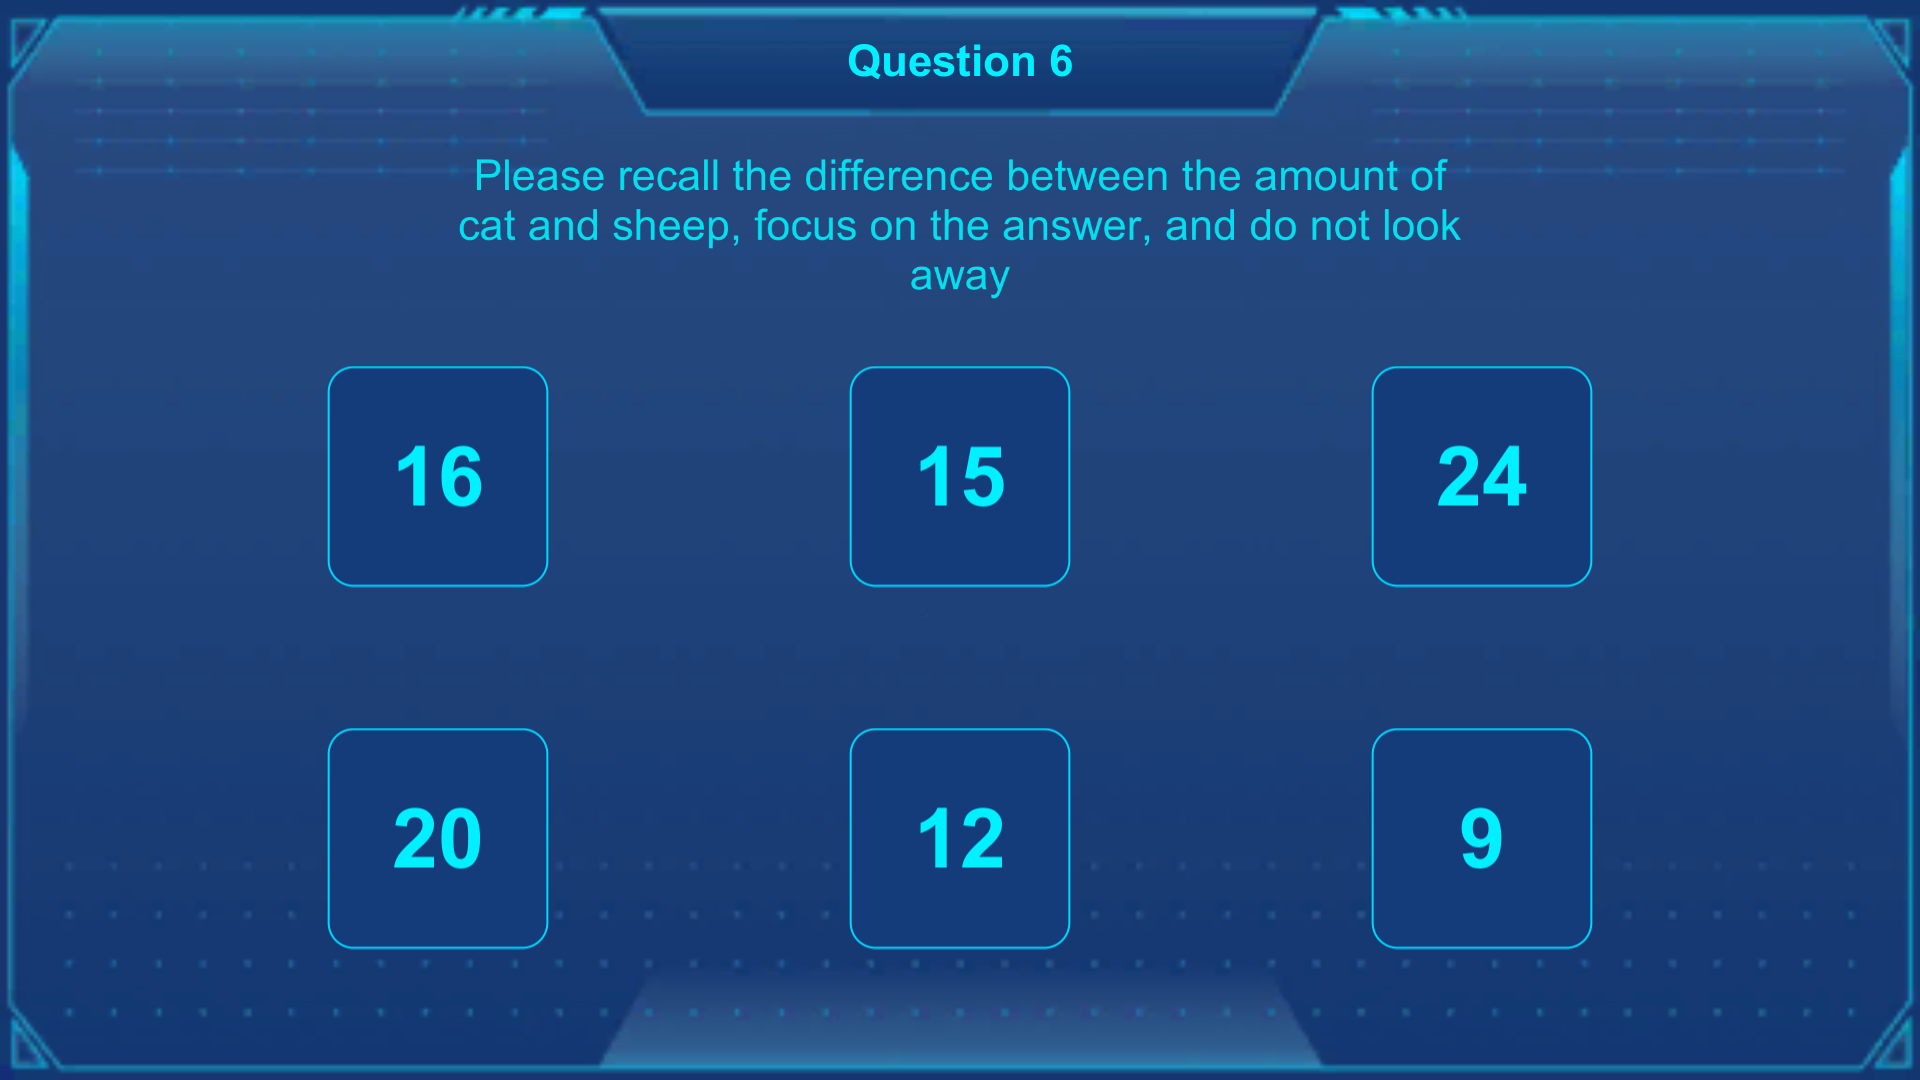 Question 6
Please recall the difference between the amount of
cat and sheep, focus on the answer, and do not look
away
16
15
24
20
12
9